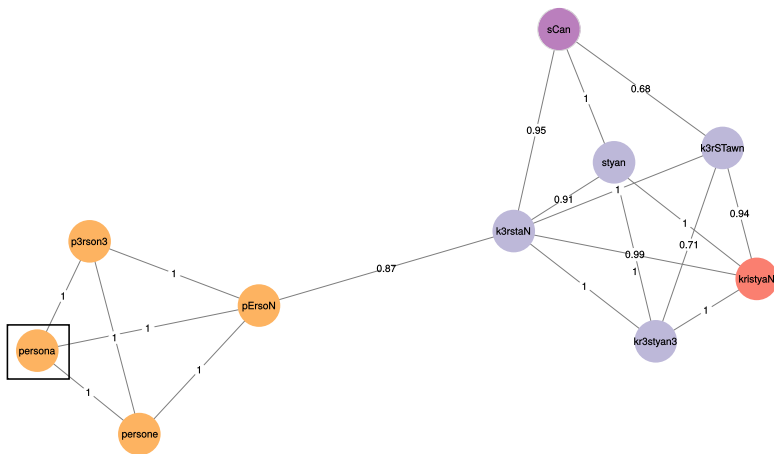 sCan
0.68
1
0.95
k3rSTawn
styan
0.91
1
0.94
1
p3rson3
k3rstaN
0.71
0.99
0.87
1
1
kristyaN
1
1
pErsoN
1
1
1
kr3styan3
persona
1
1
persone